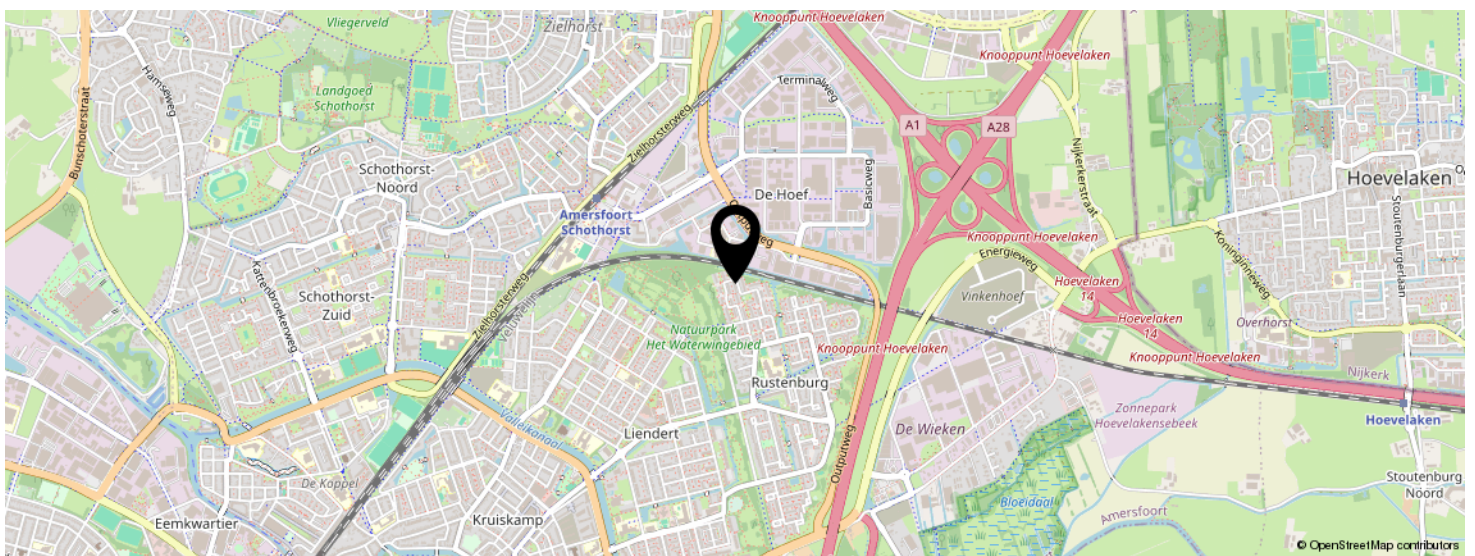 Vliegerveld
Zielhorst
Knooppunt Hoevelaken
Knooppunt Hoevelaken
Hamseweg
Terminalweg
Landgoed
Schothorst
Bunschoterstraat
Zielhorsterweg
A1
A28
Nijkerkerstraat
Schothorst-
Noord
De Hoef
Basicweg
Hoevelaken
Stoutenburgerlaan
Amersfoort
Schothorst
Knooppunt Hoevelaken
Energieweg
Koninginneweg
Kattenbroekerweg
Schothorst-
Zuid
Zielhorsterweg
Vinkenhoef
Hoevelaken
14
Hoevelaken
14
Overhorst
Natuurpark
Het Waterwingebied
Knooppunt Hoevelaken
Knooppunt Hoevelaken
Nijkerk
Rustenburg
Valleikanaal
Liendert
Outputweg
De Wieken
Zonnepark
Hoevelakensebeek
Hoevelaken
De Koppel
Eemkwartier
Kruiskamp
Bloeidaal
Amersfoort
Stoutenburg
Noord
© OpenStreetMap contributors